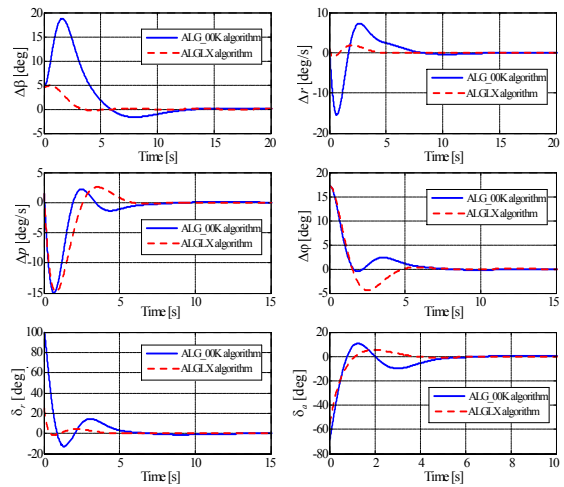 Δβ [deg]
20
15
10
5
0
-5
ALG_00K algorithm
ALGLX algorithm
0 5 10 15 20
Time [s]
Δr [deg/s]
10
0
-10
-20
ALG_00K algorithm
ALGLX algorithm
0 5 10 15 20
Time [s]
Δp [deg/s]
5
0
-5
-10
-15
ALG_00K algorithm
ALGLX algorithm
0 5 10 15
Time [s]
Δφ [deg]
20
15
10
5
0
-5
ALG_00K algorithm
ALGLX algorithm
0 5 10 15
Time [s]
δr [deg]
100
80
60
40
20
0
-20
ALG_00K algorithm
ALGLX algorithm
0 5 10 15
Time [s]
δa [deg]
20
0
-20
-40
-60
-80
ALG_00K algorithm
ALGLX algorithm
0 2 4 6 8 10
Time [s]